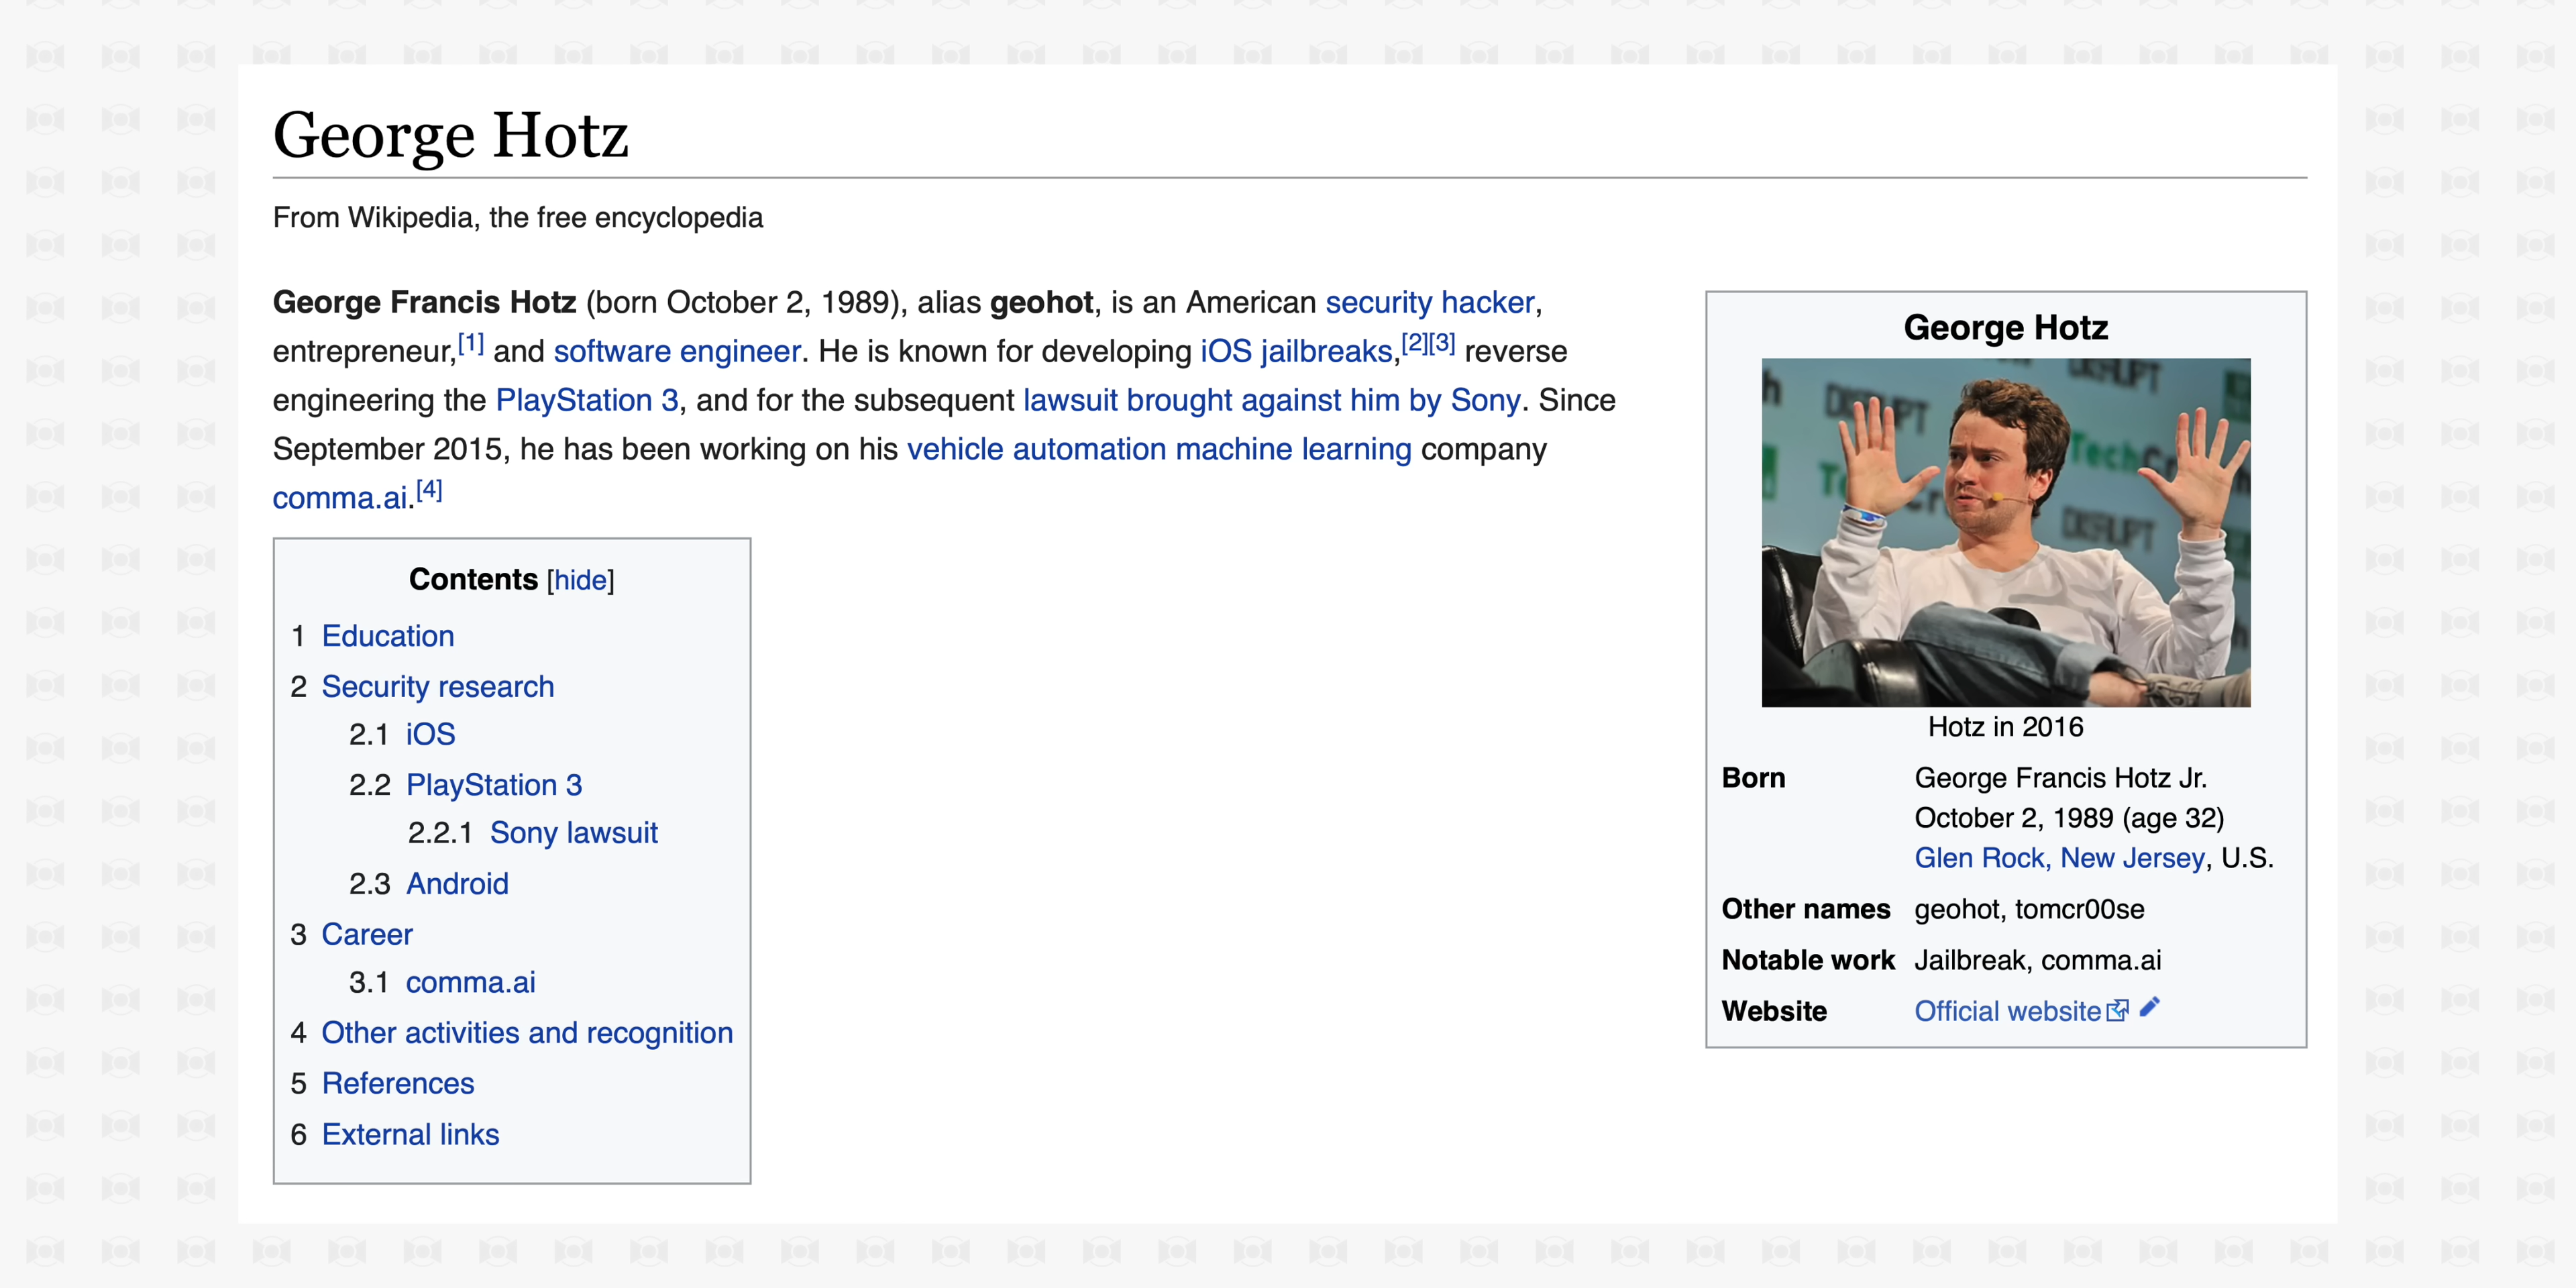 George Hotz
From Wikipedia, the free encyclopedia
George Francis Hotz (born October 2, 1989), alias geohot, is an American security hacker,
entrepreneur,[1] and software engineer. He is known for developing iOS jailbreaks,[2][3] reverse
engineering the PlayStation 3, and for the subsequent lawsuit brought against him by Sony. Since
September 2015, he has been working on his vehicle automation machine learning company
comma.ai.[4]
Contents [hide]
1 Education
2 Security research
2.1 iOS
2.2 PlayStation 3
2.2.1 Sony lawsuit
2.3 Android
3 Career
3.1 comma.ai
4 Other activities and recognition
5 References
6 External links
George Hotz
DISRUPT
DISRUPT
TechCr
DISRUPT
Hotz in 2016
Born George Francis Hotz Jr.
October 2, 1989 (age 32)
Glen Rock, New Jersey, U.S.
Other names geohot, tomcr00se
Notable work Jailbreak, comma.ai
Website Official website